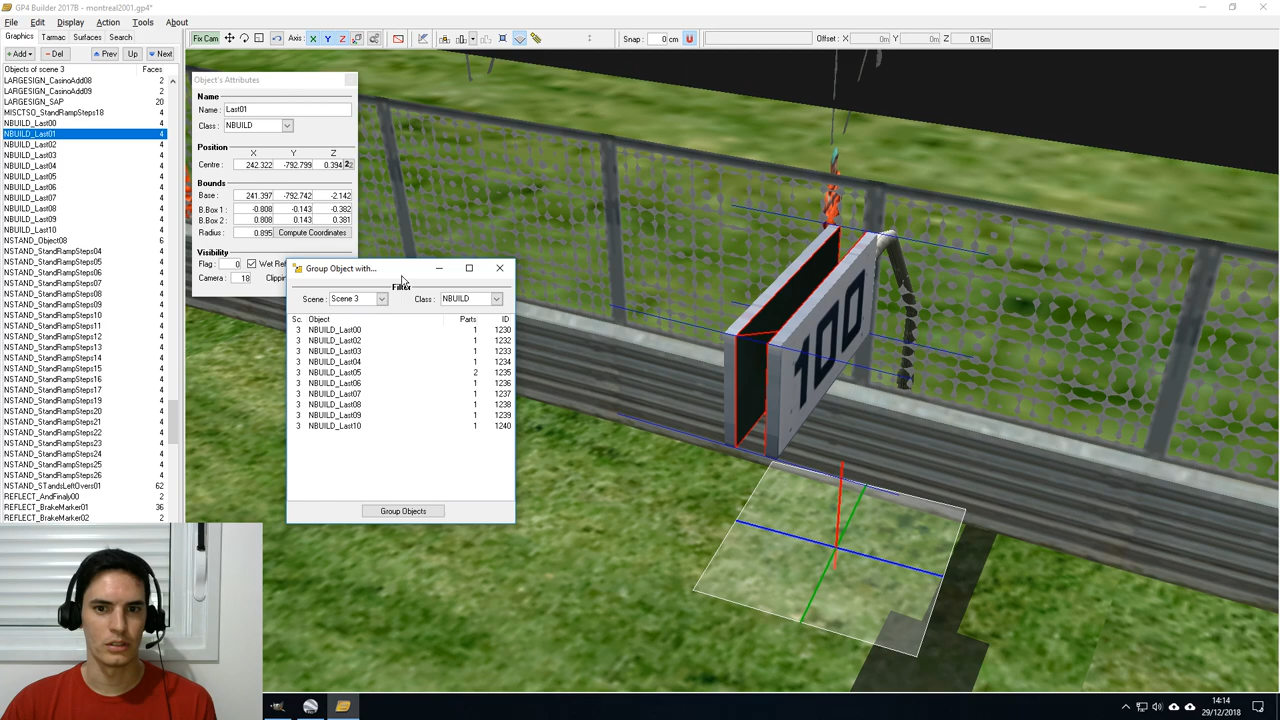 GP4 Builder 2017B - montreal2001.gp4*
File Edit Display Action Tools About
Graphics Tarmac Surfaces Search
Fix Cam Axis: X Y Z Snap: 0 cm Offset: X 0m Y 0m Z 0.16m
Add Del Prev Up Next
Objects of scene 3 Faces
LARGESIGN_CasinoAdd08 2
LARGESIGN_CasinoAdd09 2
LARGESIGN_SAP 20
MISCTSO_StandRampSteps18 4
NBUILD_Last00 4
NBUILD_Last01 4
NBUILD_Last02 4
NBUILD_Last03 4
NBUILD_Last04 4
NBUILD_Last05 4
NBUILD_Last06 4
NBUILD_Last07 4
NBUILD_Last08 4
NBUILD_Last09 4
NBUILD_Last10 4
NSTAND_Object08 6
NSTAND_StandRampSteps04 4
NSTAND_StandRampSteps05 4
NSTAND_StandRampSteps06 4
NSTAND_StandRampSteps07 4
NSTAND_StandRampSteps08 4
NSTAND_StandRampSteps09 4
NSTAND_StandRampSteps10 4
NSTAND_StandRampSteps11 4
NSTAND_StandRampSteps12 4
NSTAND_StandRampSteps13 4
NSTAND_StandRampSteps14 4
NSTAND_StandRampSteps15 4
NSTAND_StandRampSteps16 4
NSTAND_StandRampSteps17 4
NSTAND_StandRampSteps19 4
NSTAND_StandRampSteps20 4
NSTAND_StandRampSteps21 4
NSTAND_StandRampSteps22 4
NSTAND_StandRampSteps23 4
NSTAND_StandRampSteps24 4
NSTAND_StandRampSteps25 4
NSTAND_StandRampSteps26 4
NSTAND_STandsLeftOvers01 62
REFLECT_AndFinaly00 2
REFLECT_BrakeMarker01 36
REFLECT_BrakeMarker02 2
Object's Attributes
Name
Name : Last01
Class : NBUILD
Position
X Y Z
Centre : 242.322 -792.799 0.394
Bounds
Base : 241.397 -792.742 -2.142
B.Box 1 : -0.808 -0.143 -0.382
B.Box 2 : 0.808 0.143 0.381
Radius : 0.895 Compute Coordinates
Visibility
Flag : 0 Wet Ref
Camera : 18 Clippin
Group Object with...
Filter
Scene : Scene 3 Class : NBUILD
Sc. Object Parts ID
3 NBUILD_Last00 1 1230
3 NBUILD_Last02 1 1232
3 NBUILD_Last03 1 1233
3 NBUILD_Last04 1 1234
3 NBUILD_Last05 2 1235
3 NBUILD_Last06 1 1236
3 NBUILD_Last07 1 1237
3 NBUILD_Last08 1 1238
3 NBUILD_Last09 1 1239
3 NBUILD_Last10 1 1240
Group Objects
100
14:14
29/12/2018